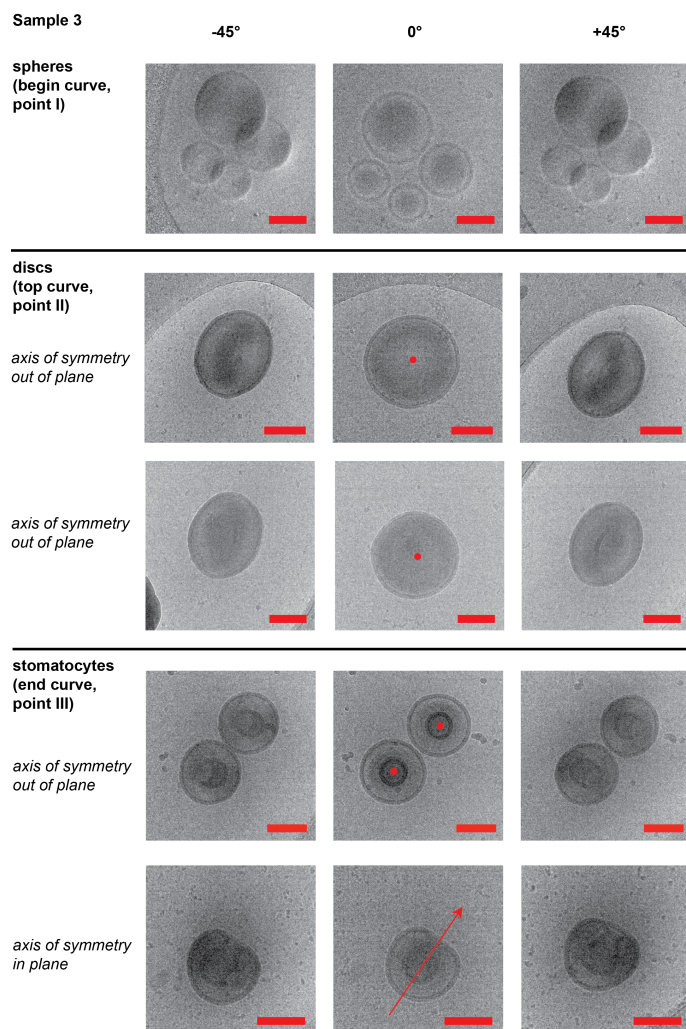 Sample 3
-45°
0°
+45°
spheres
(begin curve,
point I)
discs
(top curve,
point II)
axis of symmetry
out of plane
axis of symmetry
out of plane
stomatocytes
(end curve,
point III)
axis of symmetry
out of plane
axis of symmetry
in plane